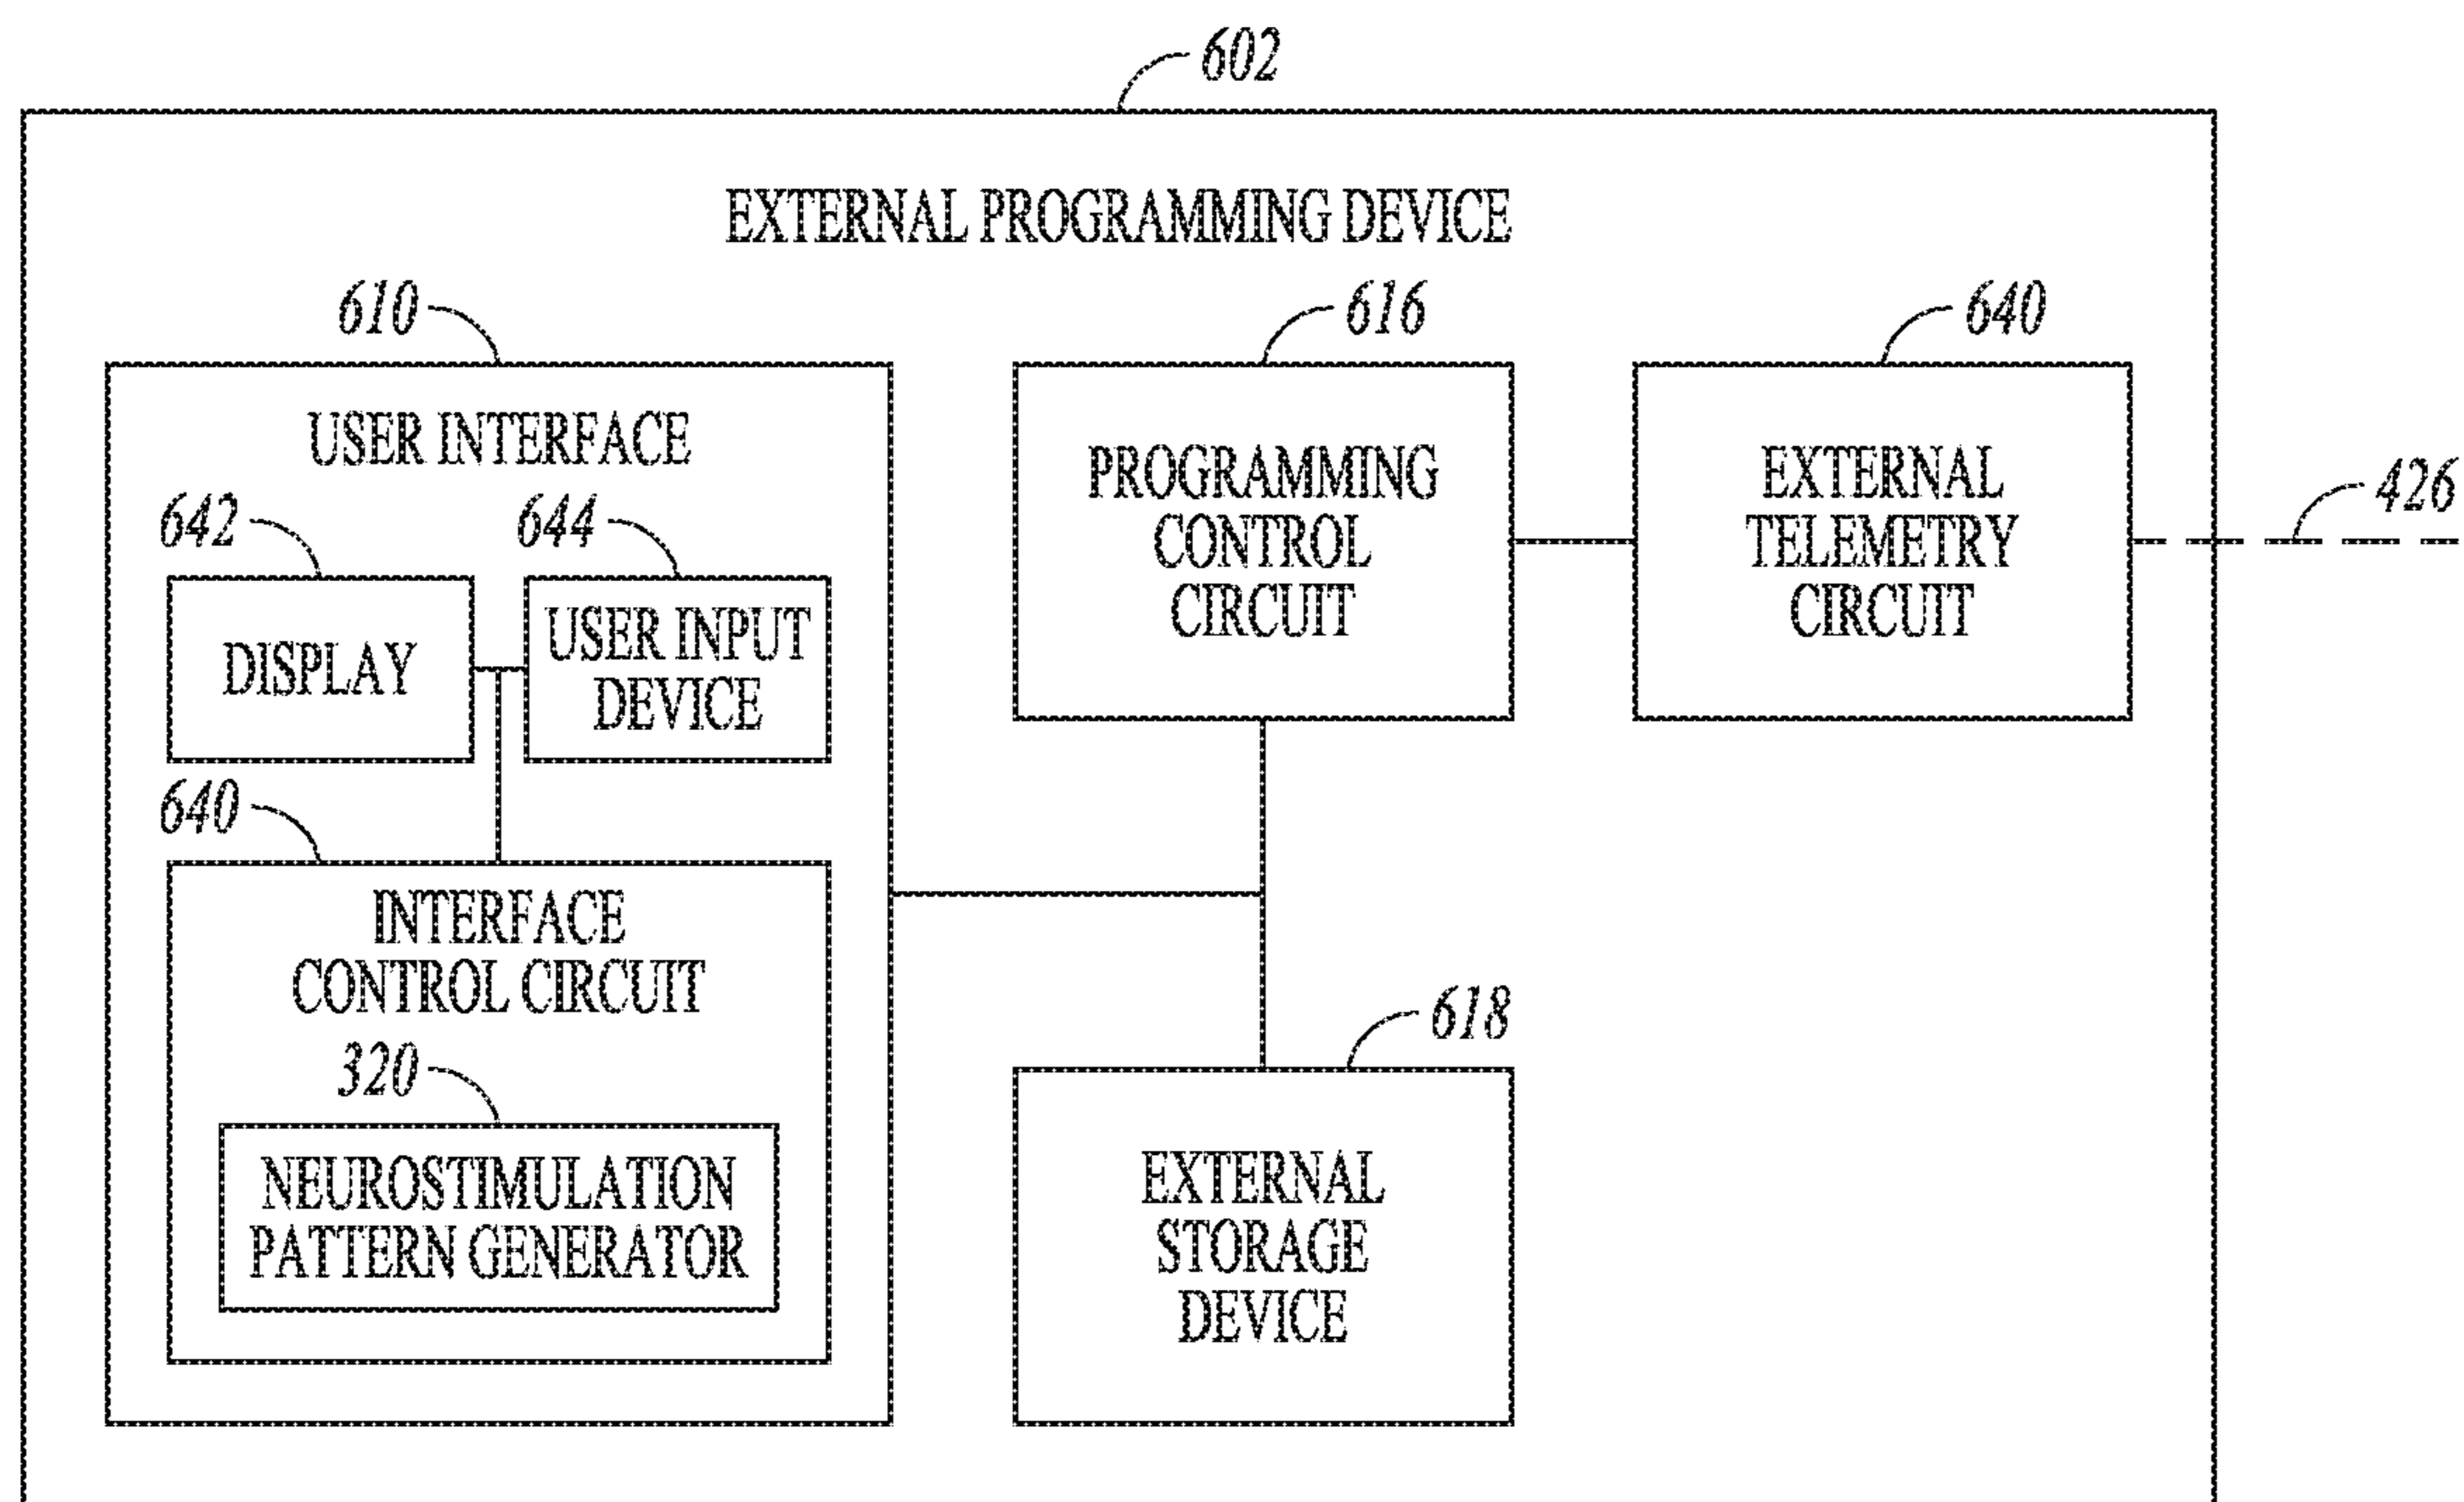 602
EXTERNAL PROGRAMMING DEVICE
610
USER INTERFACE
642
DISPLAY
644
USER INPUT
DEVICE
640
INTERFACE
CONTROL CIRCUIT
320
NEUROSTIMULATION
PATTERN GENERATOR
616
PROGRAMMING
CONTROL
CIRCUIT
640
EXTERNAL
TELEMETRY
CIRCUIT
426
618
EXTERNAL
STORAGE
DEVICE